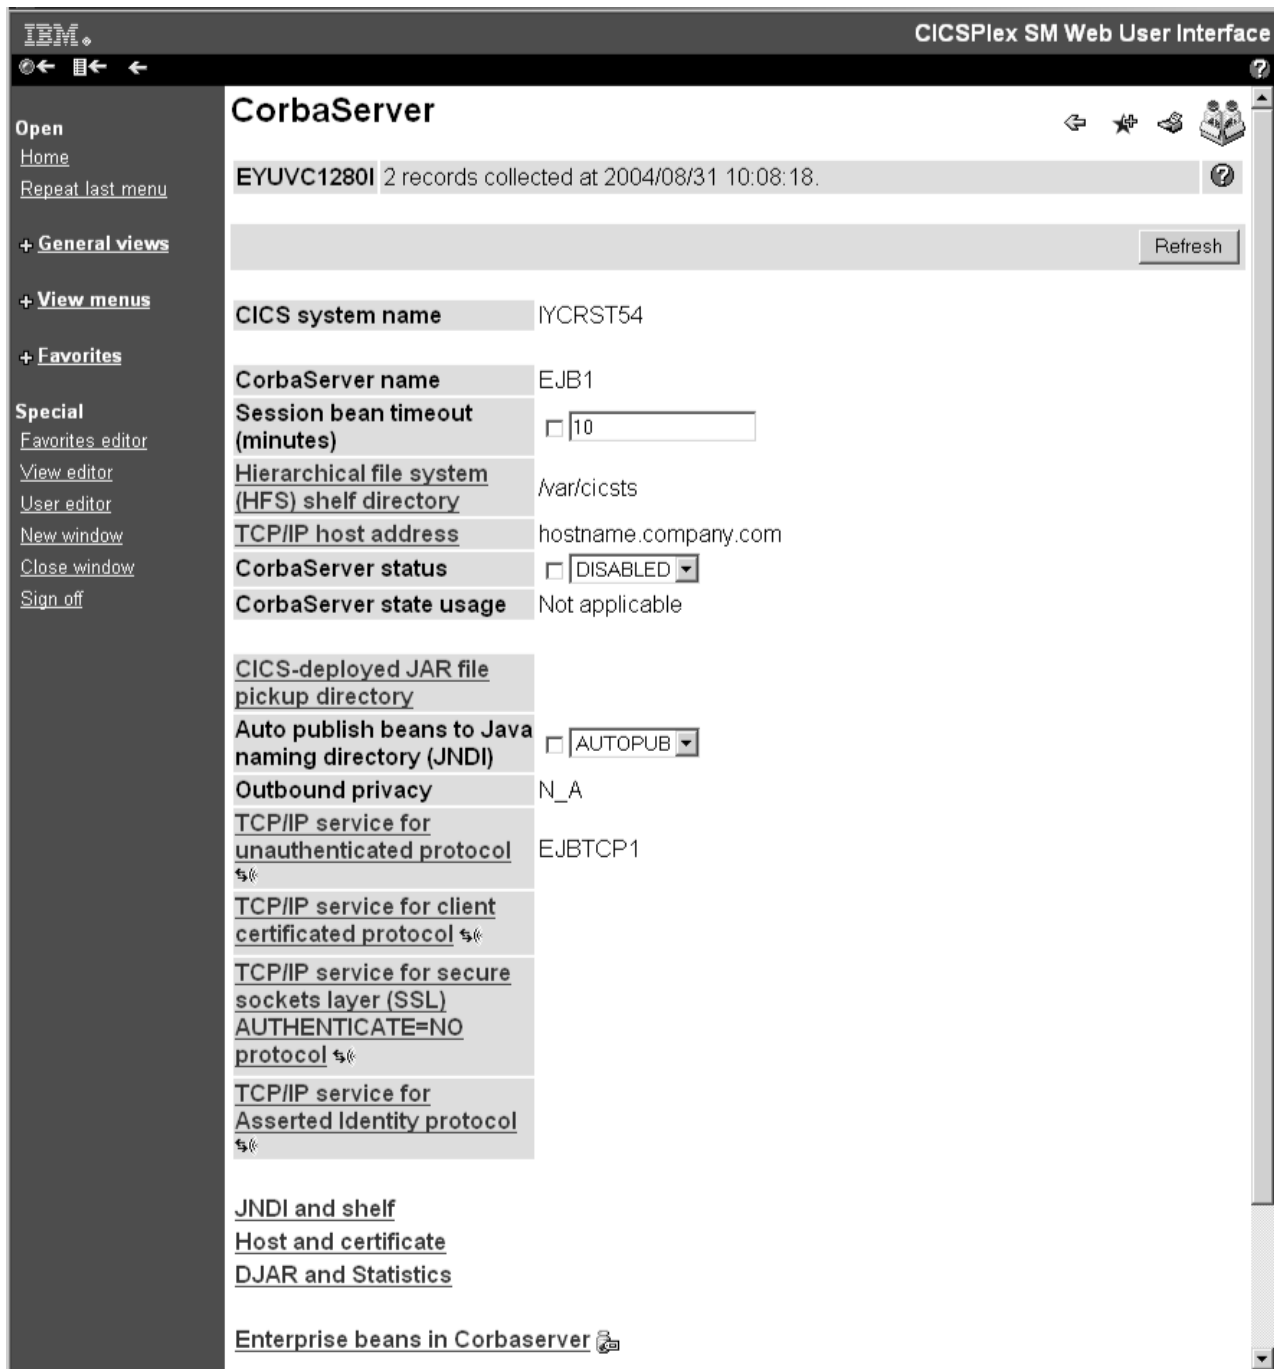 IBM
CICSPlex SM Web User Interface
Open
Home
Repeat last menu
+ General views
+ View menus
+ Favorites
Special
Favorites editor
View editor
User editor
New window
Close window
Sign off
CorbaServer
EYUVC1280I 2 records collected at 2004/08/31 10:08:18.
Refresh
CICS system name IYCRST54
CorbaServer name EJB1
Session bean timeout
(minutes) 10
Hierarchical file system
(HFS) shelf directory /var/cicsts
TCP/IP host address hostname.company.com
CorbaServer status DISABLED
CorbaServer state usage Not applicable
CICS-deployed JAR file
pickup directory
Auto publish beans to Java
naming directory (JNDI) AUTOPUB
Outbound privacy N_A
TCP/IP service for
unauthenticated protocol EJBTCP1
TCP/IP service for client
certificated protocol
TCP/IP service for secure
sockets layer (SSL)
AUTHENTICATE=NO
protocol
TCP/IP service for
Asserted Identity protocol
JNDI and shelf
Host and certificate
DJAR and Statistics
Enterprise beans in Corbaserver